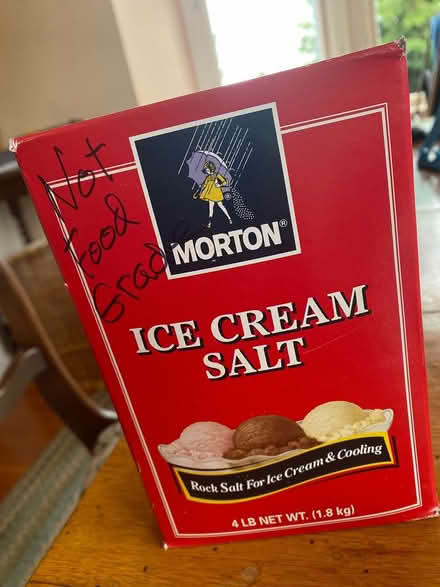 Not
Food
Grade
MORTON®
ICE CREAM
SALT
Rock Salt For Ice Cream & Cooling
4 LB NET WT. (1.8 kg)